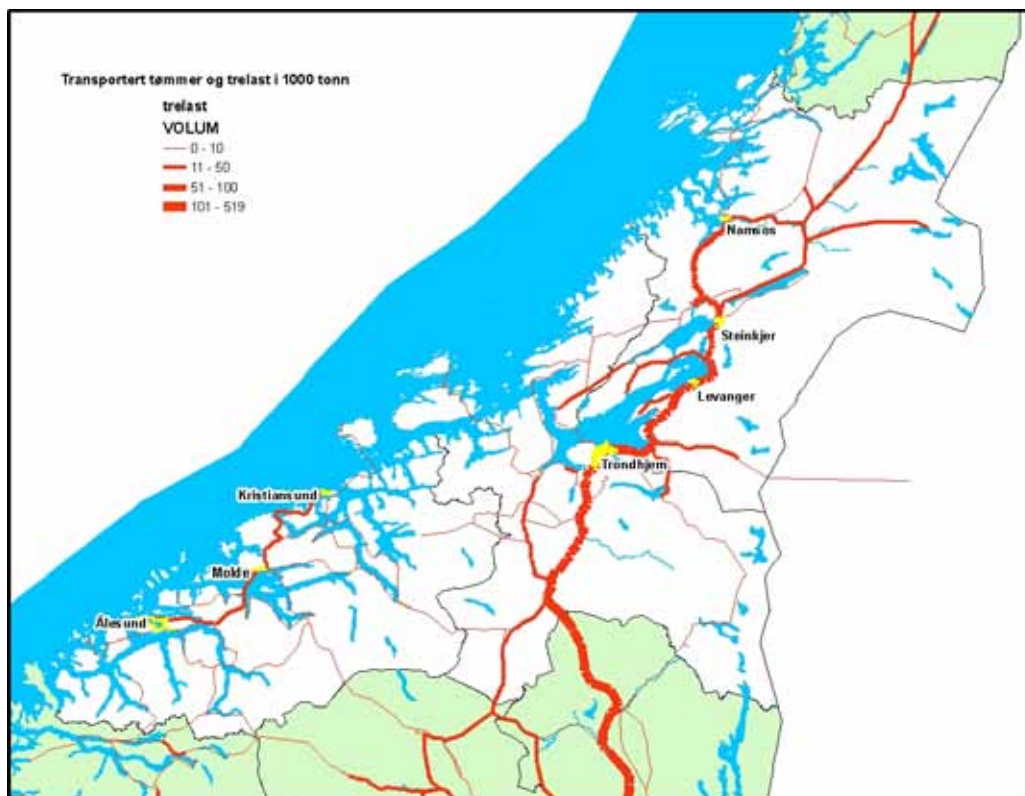 Transportert tømmer og trelast i 1000 tonn
trelast
VOLUM
0 - 10
11 - 50
51 - 100
101 - 519
Namsos
Steinkjer
Levanger
Trondhjem
Kristiansund
Molde
Ålesund